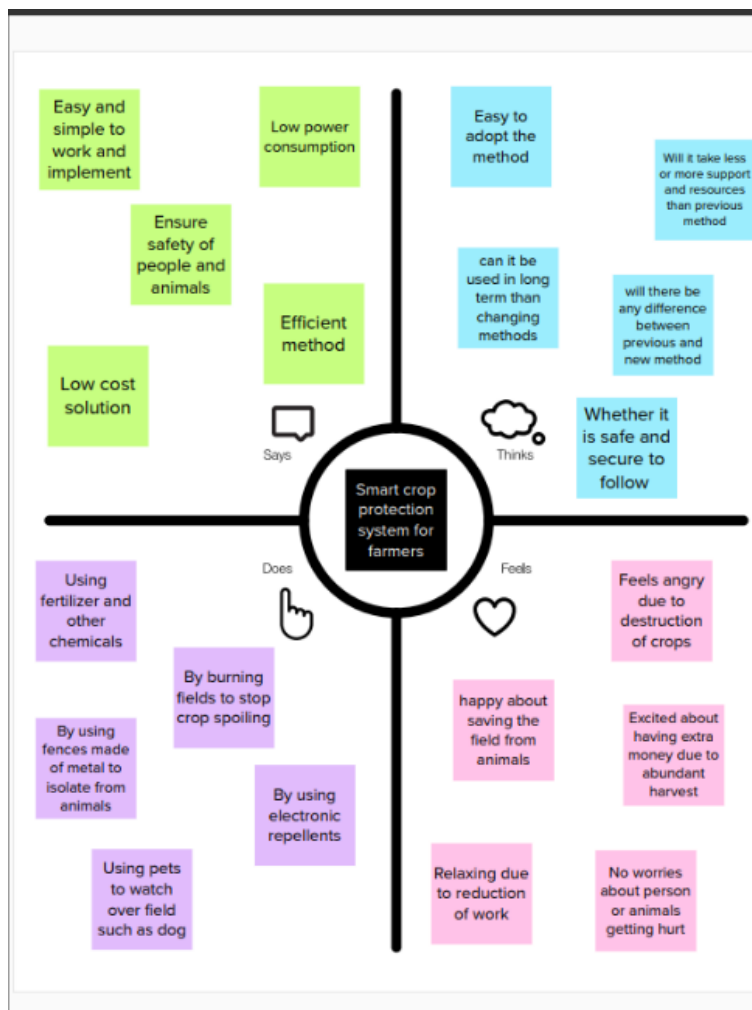 Easy and
simple to
work and
implement
Low power
consumption
Ensure
safety of
people and
animals
Efficient
method
Low cost
solution
Says
Easy to
adopt the
method
Will it take less
or more support
and resources
than previous
method
can it be
used in long
term than
changing
methods
will there be
any difference
between
previous and
new method
Whether it
is safe and
secure to
follow
Thinks
Smart crop
protection
system for
farmers
Does
Using
fertilizer and
other
chemicals
By burning
fields to stop
crop spoiling
By using
fences made
of metal to
isolate from
animals
By using
electronic
repellents
Using pets
to watch
over field
such as dog
Feels
Feels angry
due to
destruction
of crops
happy about
saving the
field from
animals
Excited about
having extra
money due to
abundant
harvest
Relaxing due
to reduction
of work
No worries
about person
or animals
getting hurt